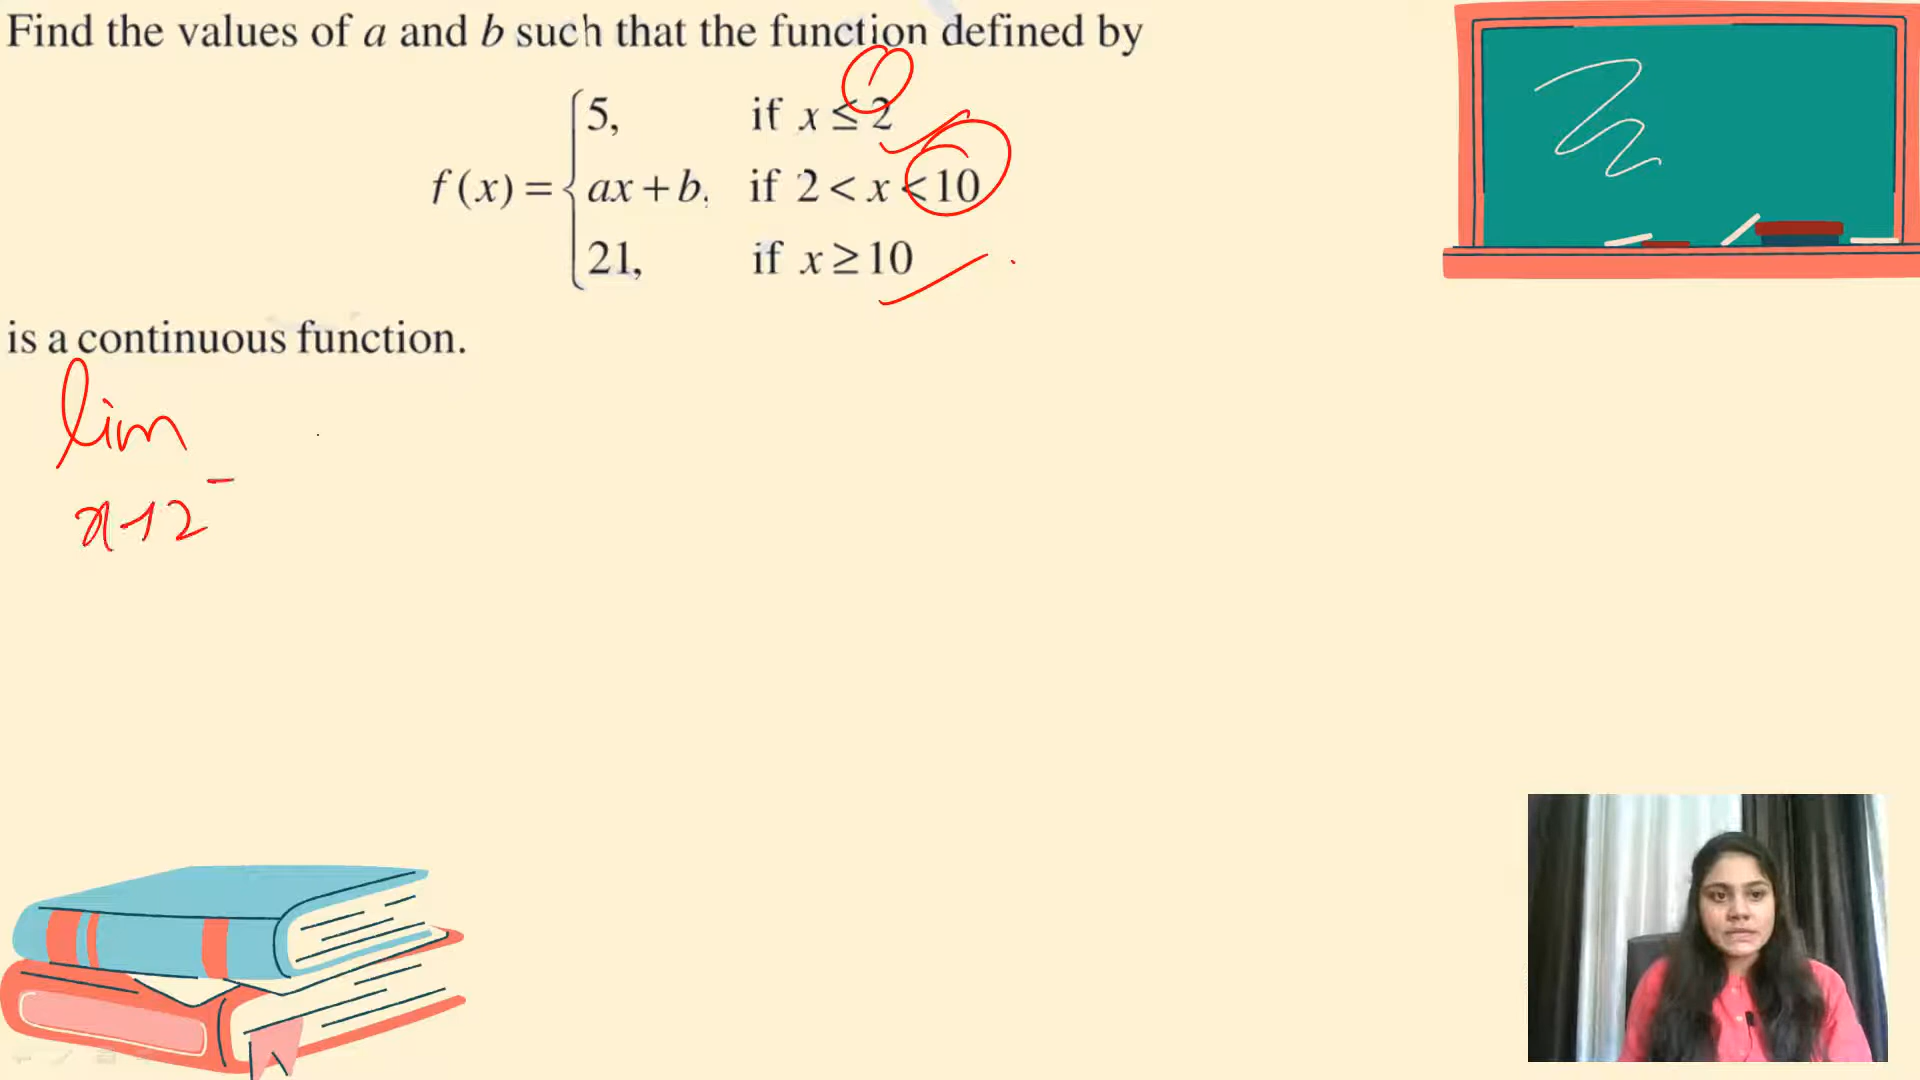 Find the values of a and b such that the function defined by
5, if x ≤ 2
f(x) = { ax + b, if 2 < x < 10
21, if x ≥ 10
is a continuous function.
lim
x→2⁻